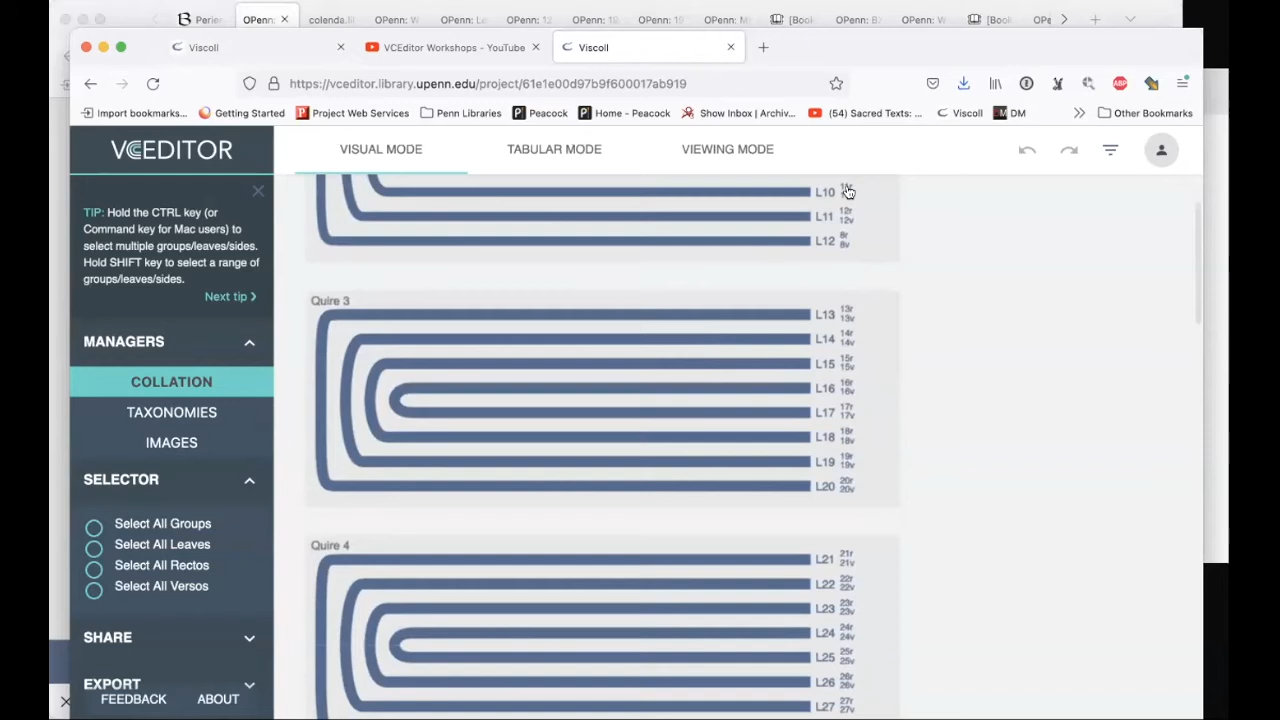 Perien
OPenn:
colenda.lil
OPenn: W
OPenn: Le
OPenn: 12
OPenn: 19
OPenn: 19
OPenn: M
[Book
OPenn: B
OPenn: W
[Book
OPe
Viscoll
VCEditor Workshops - YouTube
Viscoll
https://vceditor.library.upenn.edu/project/61e1e00d97b9f600017ab919
Import bookmarks...
Getting Started
Project Web Services
Penn Libraries
Peacock
Home - Peacock
Show Inbox | Archiv...
(54) Sacred Texts: ...
Viscoll
DM
Other Bookmarks
VCEDITOR
VISUAL MODE
TABULAR MODE
VIEWING MODE
TIP: Hold the CTRL key (or
Command key for Mac users) to
select multiple groups/leaves/sides.
Hold SHIFT key to select a range of
groups/leaves/sides.
Next tip
MANAGERS
COLLATION
TAXONOMIES
IMAGES
SELECTOR
Select All Groups
Select All Leaves
Select All Rectos
Select All Versos
SHARE
EXPORT
FEEDBACK
ABOUT
L10
L11 12r
12v
L12 8r
8v
Quire 3
L13 13r
13v
L14 14r
14v
L15 15r
15v
L16 16r
16v
L17 17r
17v
L18 18r
18v
L19 19r
19v
L20 20r
20v
Quire 4
L21 21r
21v
L22 22r
22v
L23 23r
23v
L24 24r
24v
L25 25r
25v
L26 26r
26v
L27 27r
27v